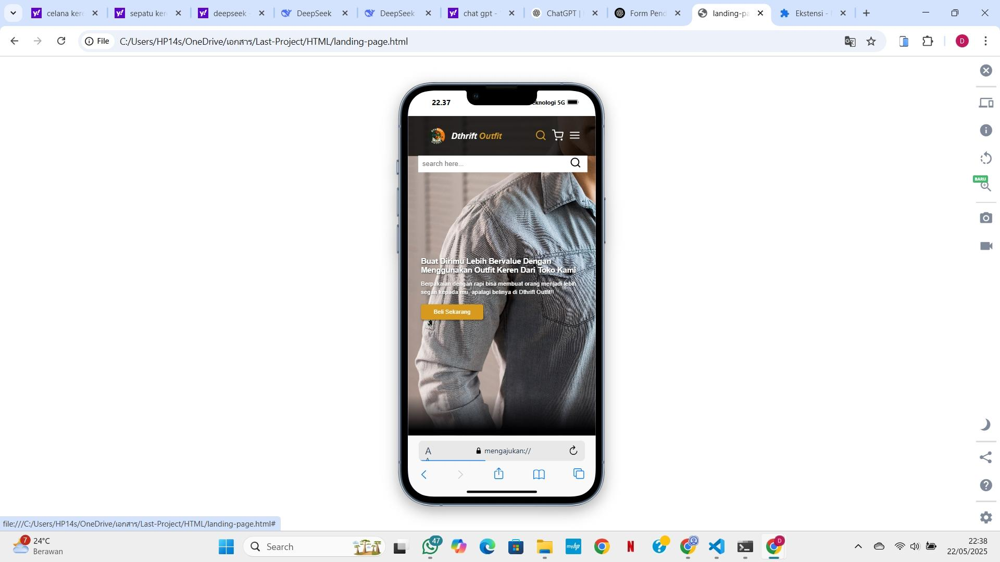 celana kere
sepatu ker
deepseek -
DeepSeek
DeepSeek
chat gpt -
ChatGPT |
Form Pend
landing-pa
Ekstensi -
File
C:/Users/HP14s/OneDrive/เอกสาร/Last-Project/HTML/landing-page.html
D
22.37
eknologi 5G
Dthrift Outfit
search here...
BARU
Buat Dirimu Lebih Bervalue Dengan
Menggunakan Outfit Keren Dari Toko Kami
Berpakaian dengan rapi bisa membuat orang menjadi lebih
segan kepada mu, apalagi belinya di Dthrift Outfit!!
Beli Sekarang
A
mengajukan://
file:///C:/Users/HP14s/OneDrive/เอกสาร/Last-Project/HTML/landing-page.html#
7
24°C
Berawan
Search
47
myhp
N
D
22:38
22/05/2025